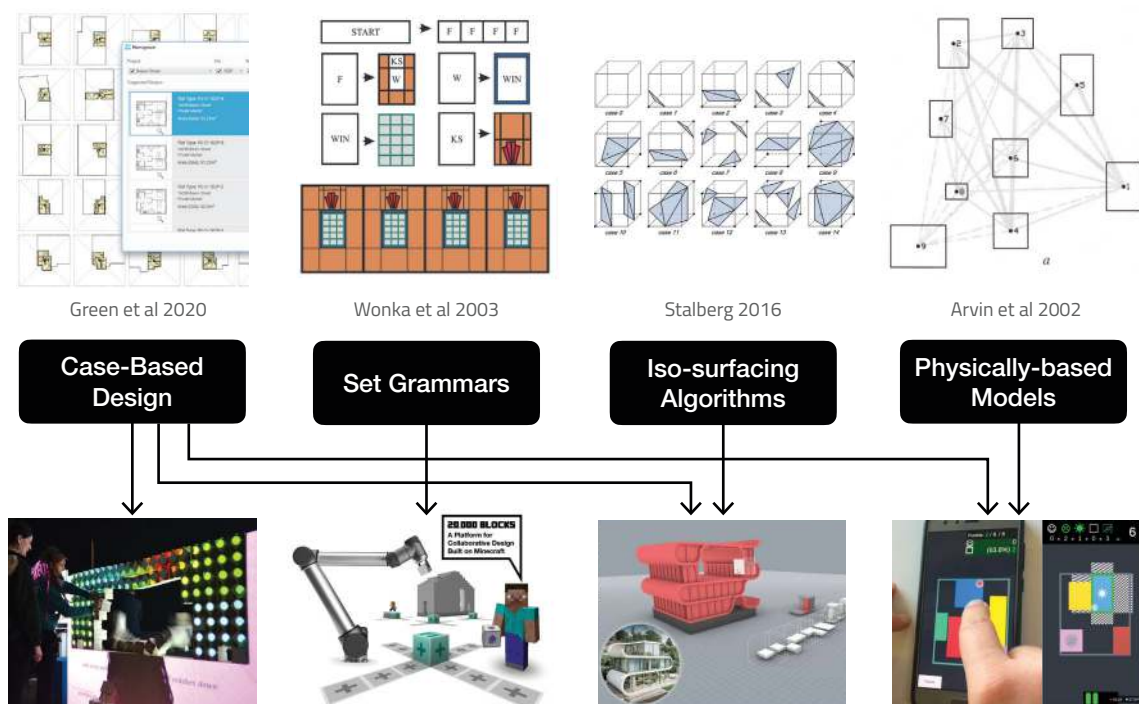 START
F F F F
F
KS
W
W
WIN
WIN
KS
case 0
case 1
case 2
case 3
case 4
case 5
case 6
case 7
case 8
case 9
case 10
case 11
case 12
case 13
case 14
2
3
5
7
6
8
1
4
9
a
Green et al 2020
Wonka et al 2003
Stalberg 2016
Arvin et al 2002
Case-Based
Design
Set Grammars
Iso-surfacing
Algorithms
Physically-based
Models
20.000 BLOCKS
A Platform for
Collaborative Design
Built on Minecraft
6